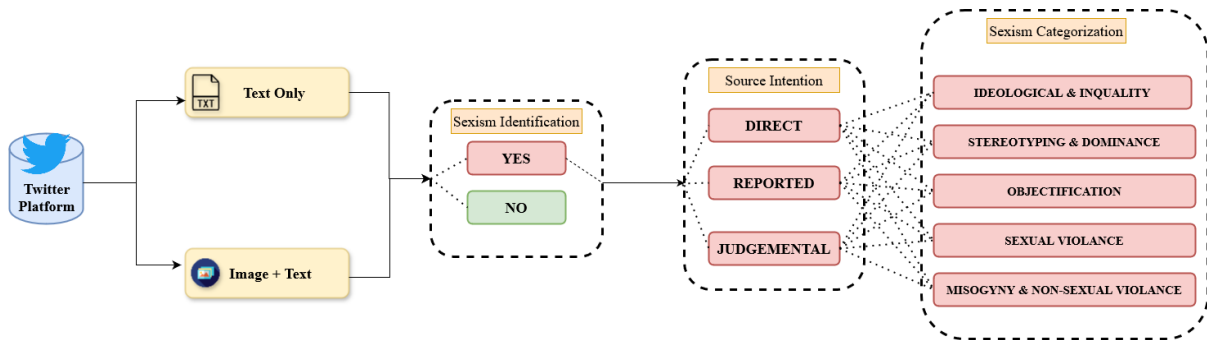 Twitter
Platform
TXT
Text Only
Image + Text
Sexism Identification
YES
NO
Source Intention
DIRECT
REPORTED
JUDGEMENTAL
Sexism Categorization
IDEOLOGICAL & INQUALITY
STEREOTYPING & DOMINANCE
OBJECTIFICATION
SEXUAL VIOLANCE
MISOGYNY & NON-SEXUAL VIOLANCE